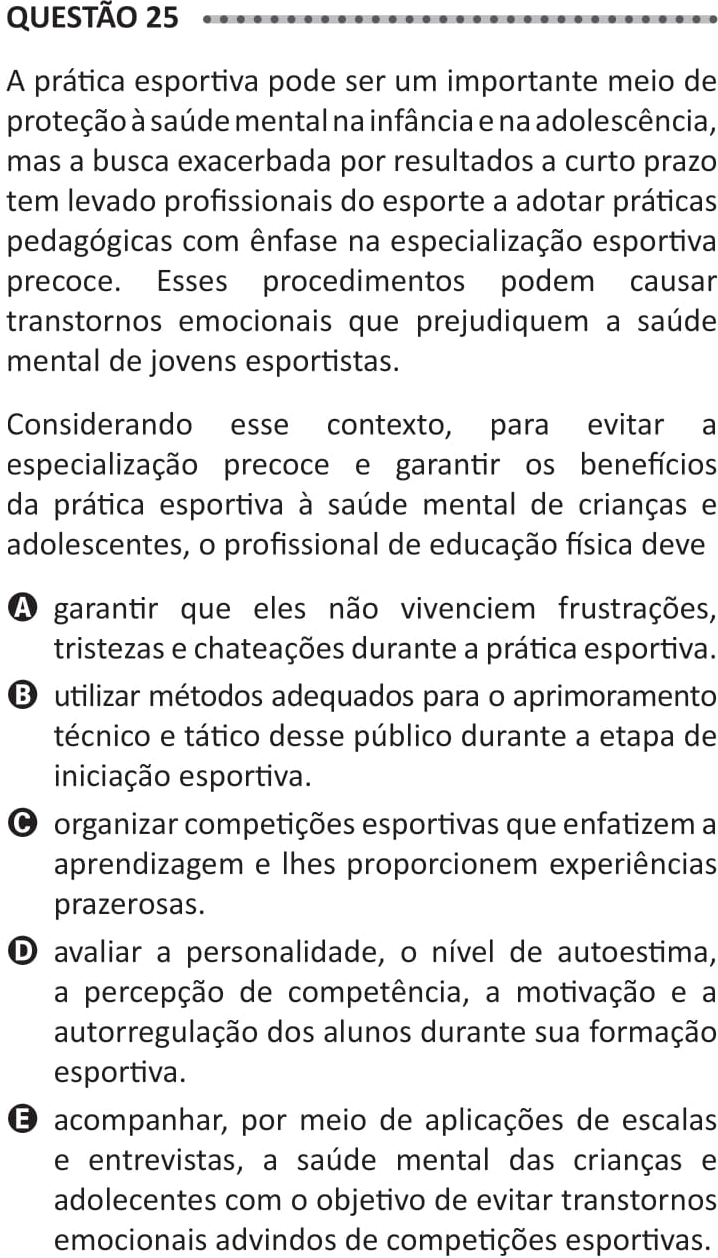 QUESTÃO 25
A prática esportiva pode ser um importante meio de
proteção à saúde mental na infância e na adolescência,
mas a busca exacerbada por resultados a curto prazo
tem levado profissionais do esporte a adotar práticas
pedagógicas com ênfase na especialização esportiva
precoce. Esses procedimentos podem causar
transtornos emocionais que prejudiquem a saúde
mental de jovens esportistas.
Considerando esse contexto, para evitar a
especialização precoce e garantir os benefícios
da prática esportiva à saúde mental de crianças e
adolescentes, o profissional de educação física deve
A garantir que eles não vivenciem frustrações,
tristezas e chateações durante a prática esportiva.
B utilizar métodos adequados para o aprimoramento
técnico e tático desse público durante a etapa de
iniciação esportiva.
C organizar competições esportivas que enfatizem a
aprendizagem e lhes proporcionem experiências
prazerosas.
D avaliar a personalidade, o nível de autoestima,
a percepção de competência, a motivação e a
autorregulação dos alunos durante sua formação
esportiva.
E acompanhar, por meio de aplicações de escalas
e entrevistas, a saúde mental das crianças e
adolecentes com o objetivo de evitar transtornos
emocionais advindos de competições esportivas.